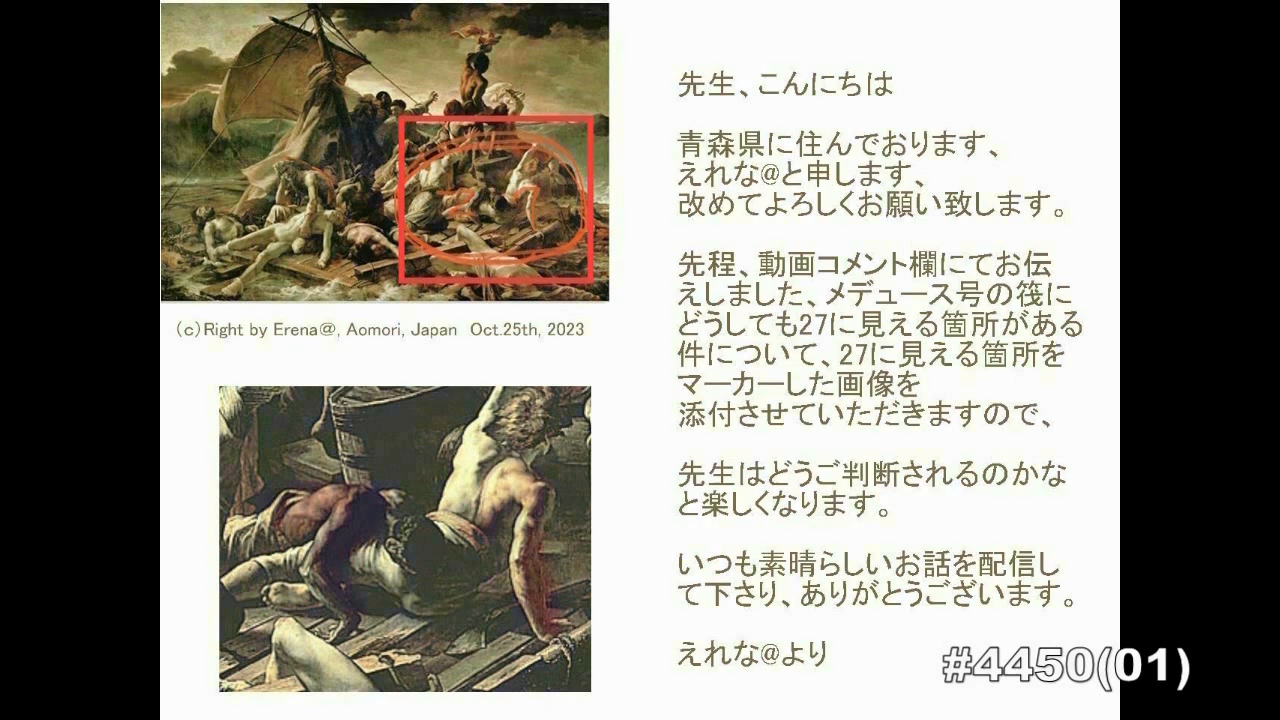 27
(c)Right by Erena@, Aomori, Japan Oct.25th, 2023
先生、こんにちは
青森県に住んでおります、
えれな@と申します、
改めてよろしくお願い致します。
先程、動画コメント欄にてお伝
えしました、メデュース号の筏に
どうしても27に見える箇所がある
件について、27に見える箇所を
マーカーした画像を
添付させていただきますので、
先生はどうご判断されるのかな
と楽しくなります。
いつも素晴らしいお話を配信し
て下さり、ありがとうございます。
えれな@より
#4450(01)